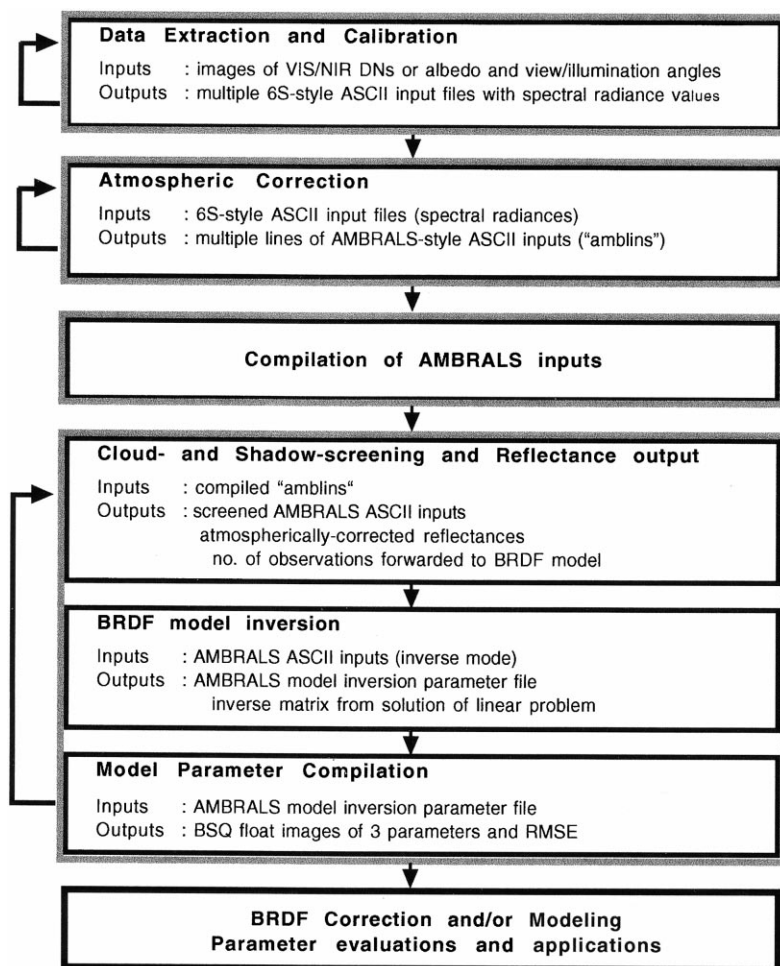 Data Extraction and Calibration
Inputs : images of VIS/NIR DNs or albedo and view/illumination angles
Outputs : multiple 6S-style ASCII input files with spectral radiance values
Atmospheric Correction
Inputs : 6S-style ASCII input files (spectral radiances)
Outputs : multiple lines of AMBRALS-style ASCII inputs (“amblins”)
Compilation of AMBRALS inputs
Cloud- and Shadow-screening and Reflectance output
Inputs : compiled “amblins“
Outputs : screened AMBRALS ASCII inputs
atmospherically-corrected reflectances
no. of observations forwarded to BRDF model
BRDF model inversion
Inputs : AMBRALS ASCII inputs (inverse mode)
Outputs : AMBRALS model inversion parameter file
inverse matrix from solution of linear problem
Model Parameter Compilation
Inputs : AMBRALS model inversion parameter file
Outputs : BSQ float images of 3 parameters and RMSE
BRDF Correction and/or Modeling
Parameter evaluations and applications